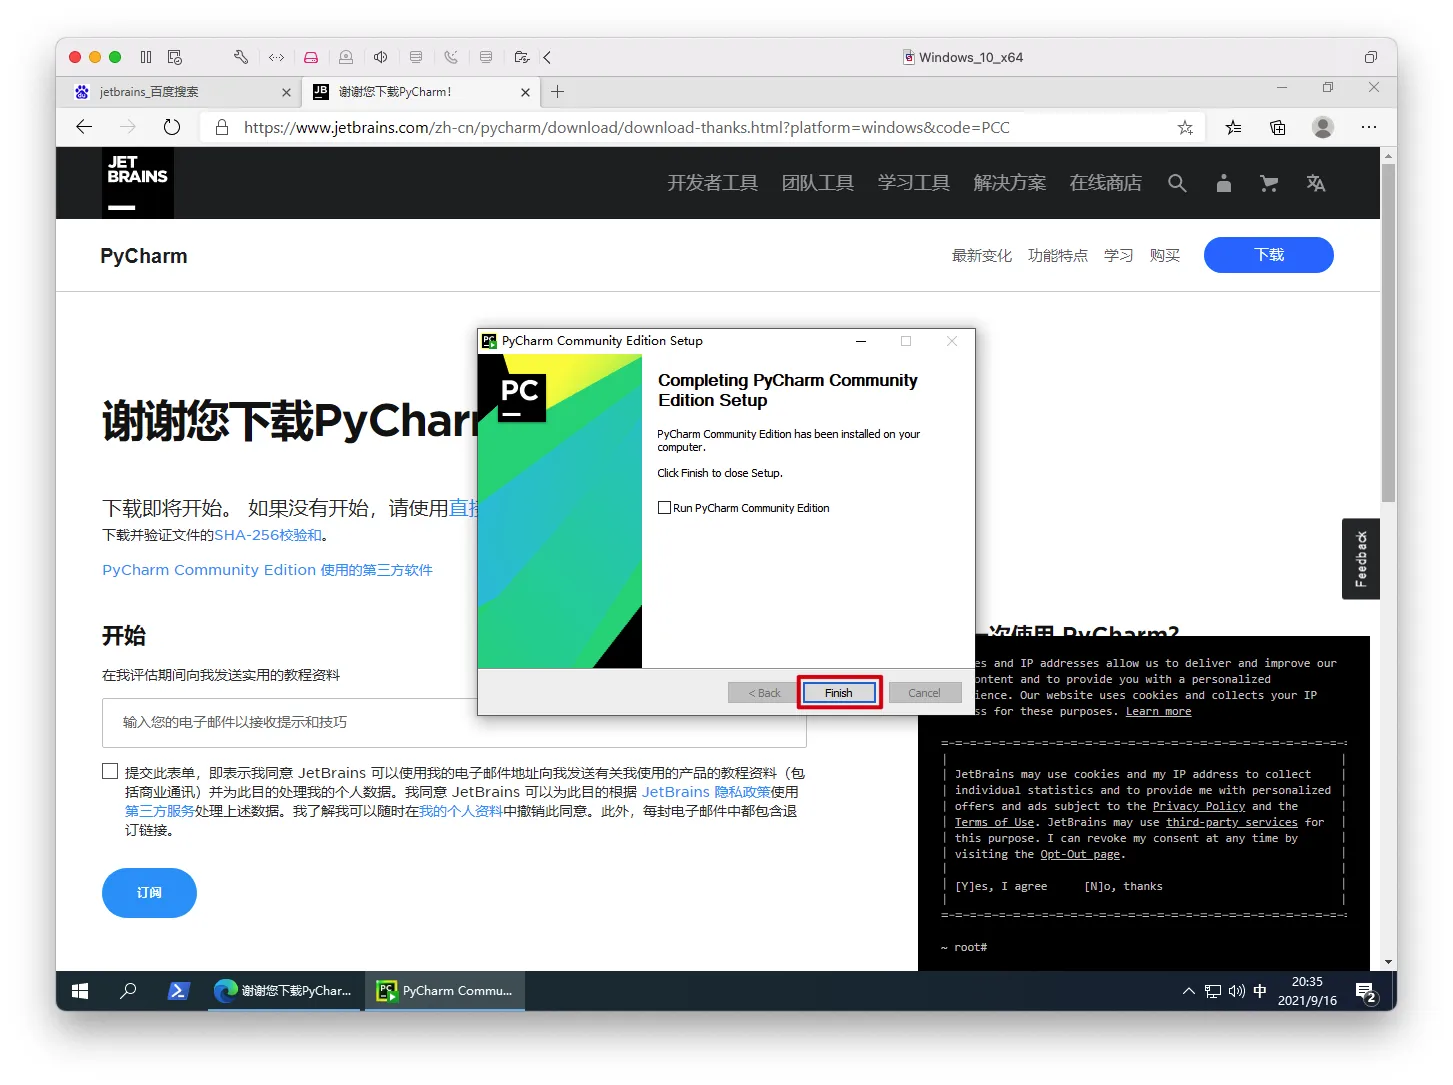 Windows_10_x64
jetbrains_百度搜索
JB
谢谢您下载PyCharm!
https://www.jetbrains.com/zh-cn/pycharm/download/download-thanks.html?platform=windows&code=PCC
JET
BRAINS
开发者工具 团队工具 学习工具 解决方案 在线商店
PyCharm
最新变化 功能特点 学习 购买 下载
谢谢您下载PyChar
下载即将开始。 如果没有开始，请使用直
下载并验证文件的SHA-256校验和。
PyCharm Community Edition 使用的第三方软件
开始
在我评估期间向我发送实用的教程资料
输入您的电子邮件以接收提示和技巧
提交此表单，即表示我同意 JetBrains 可以使用我的电子邮件地址向我发送有关我使用的产品的教程资料（包
括商业通讯）并为此目的处理我的个人数据。我同意 JetBrains 可以为此目的根据 JetBrains 隐私政策使用
第三方服务处理上述数据。我了解我可以随时在我的个人资料中撤销此同意。此外，每封电子邮件中都包含退
订链接。
订阅
PyCharm Community Edition Setup
PC
Completing PyCharm Community
Edition Setup
PyCharm Community Edition has been installed on your
computer.
Click Finish to close Setup.
Run PyCharm Community Edition
< Back Finish Cancel
Feedback
次使用 PyCharm?
es and IP addresses allow us to deliver and improve our
ontent and to provide you with a personalized
ience. Our website uses cookies and collects your IP
ss for these purposes. Learn more
JetBrains may use cookies and my IP address to collect
individual statistics and to provide me with personalized
offers and ads subject to the Privacy Policy and the
Terms of Use. JetBrains may use third-party services for
this purpose. I can revoke my consent at any time by
visiting the Opt-Out page.
[Y]es, I agree [N]o, thanks
~ root#
谢谢您下载PyChar...
PyCharm Commu...
中
20:35
2021/9/16
2